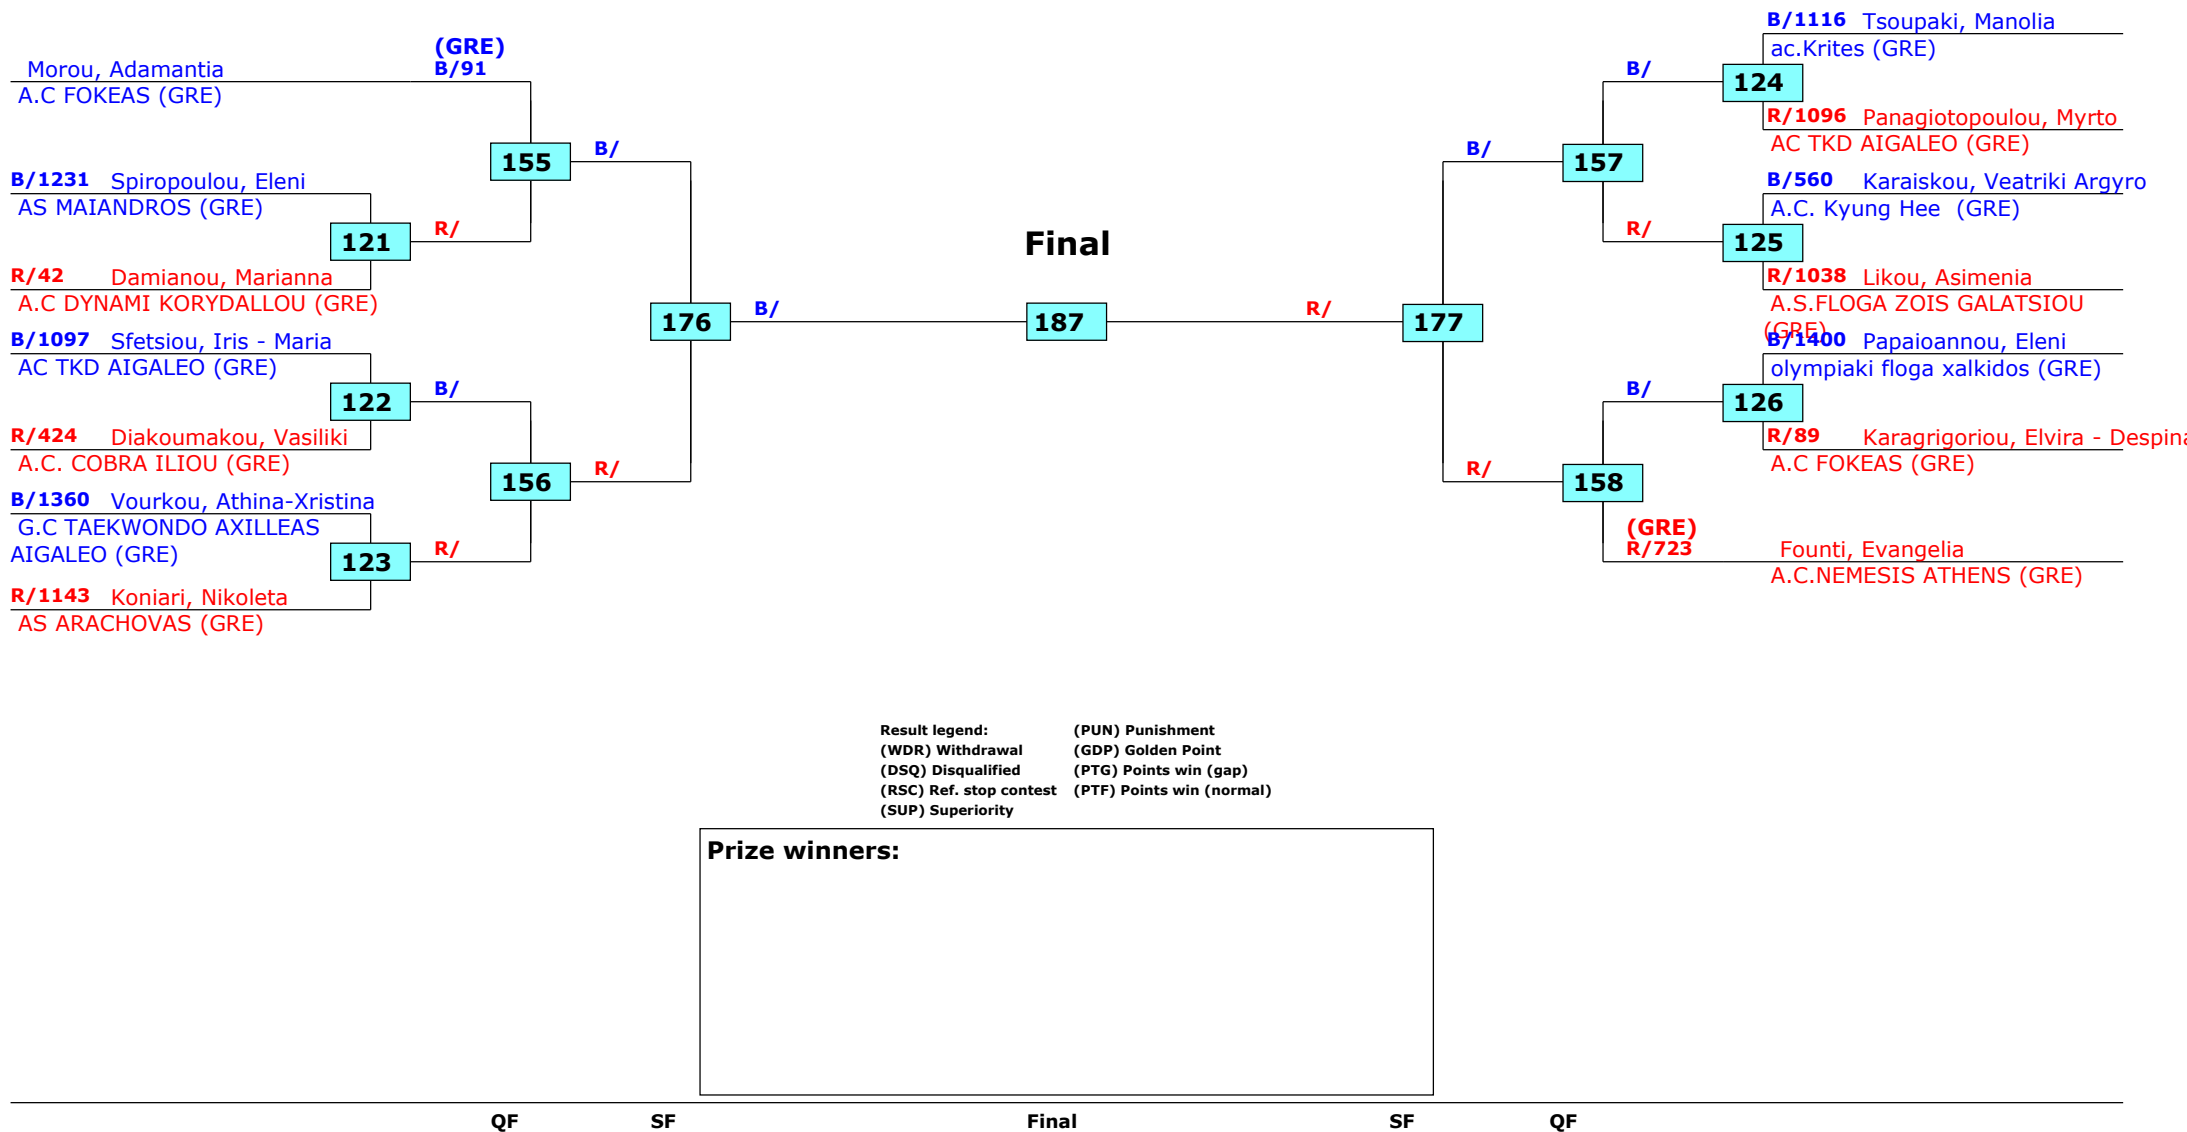 (GRE)
Morou, Adamantia B/91
A.C FOKEAS (GRE)
155 B/
B/1231 Spiropoulou, Eleni
AS MAIANDROS (GRE)
121 R/
R/42 Damianou, Marianna
A.C DYNAMI KORYDALLOU (GRE)
176 B/
B/1097 Sfetsiou, Iris - Maria
AC TKD AIGALEO (GRE)
122 B/
R/424 Diakoumakou, Vasiliki
A.C. COBRA ILIOU (GRE)
156 R/
B/1360 Vourkou, Athina-Xristina
G.C TAEKWONDO AXILLEAS
AIGALEO (GRE)
123 R/
R/1143 Koniari, Nikoleta
AS ARACHOVAS (GRE)
Final
187
B/1116 Tsoupaki, Manolia
ac.Krites (GRE)
B/ 124
R/1096 Panagiotopoulou, Myrto
AC TKD AIGALEO (GRE)
B/ 157
B/560 Karaiskou, Veatriki Argyro
A.C. Kyung Hee  (GRE)
R/ 125
R/1038 Likou, Asimenia
A.S.FLOGA ZOIS GALATSIOU
(GRE)
R/ 177
B/1400 Papaioannou, Eleni
olympiaki floga xalkidos (GRE)
B/ 126
R/89 Karagrigoriou, Elvira - Despina
A.C FOKEAS (GRE)
R/ 158
(GRE)
R/723 Founti, Evangelia
A.C.NEMESIS ATHENS (GRE)
Result legend: (PUN) Punishment
(WDR) Withdrawal (GDP) Golden Point
(DSQ) Disqualified (PTG) Points win (gap)
(RSC) Ref. stop contest (PTF) Points win (normal)
(SUP) Superiority
Prize winners:
QF SF Final SF QF